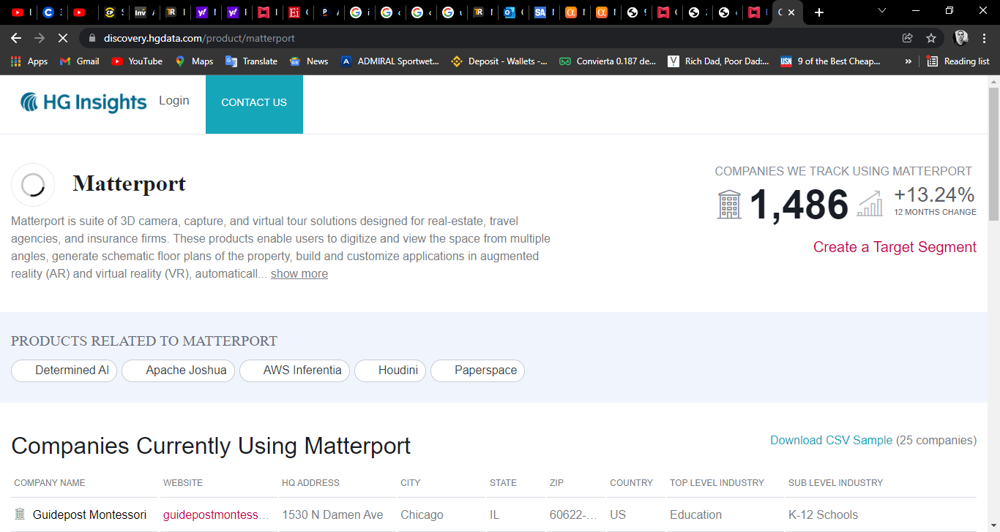 discovery.hgdata.com/product/matterport
Apps
Gmail
YouTube
Maps
Translate
News
ADMIRAL Sportwet...
Deposit - Wallets -...
Convierta 0.187 de...
Rich Dad, Poor Dad:...
9 of the Best Cheap...
»
Reading list
HG Insights
Login
CONTACT US
Matterport
Matterport is suite of 3D camera, capture, and virtual tour solutions designed for real-estate, travel
agencies, and insurance firms. These products enable users to digitize and view the space from multiple
angles, generate schematic floor plans of the property, build and customize applications in augmented
reality (AR) and virtual reality (VR), automaticall... show more
COMPANIES WE TRACK USING MATTERPORT
1,486
+13.24%
12 MONTHS CHANGE
Create a Target Segment
PRODUCTS RELATED TO MATTERPORT
Determined AI
Apache Joshua
AWS Inferentia
Houdini
Paperspace
Companies Currently Using Matterport
Download CSV Sample (25 companies)
COMPANY NAME WEBSITE HQ ADDRESS CITY STATE ZIP COUNTRY TOP LEVEL INDUSTRY SUB LEVEL INDUSTRY
Guidepost Montessori guidepostmontess... 1530 N Damen Ave Chicago IL 60622-... US Education K-12 Schools